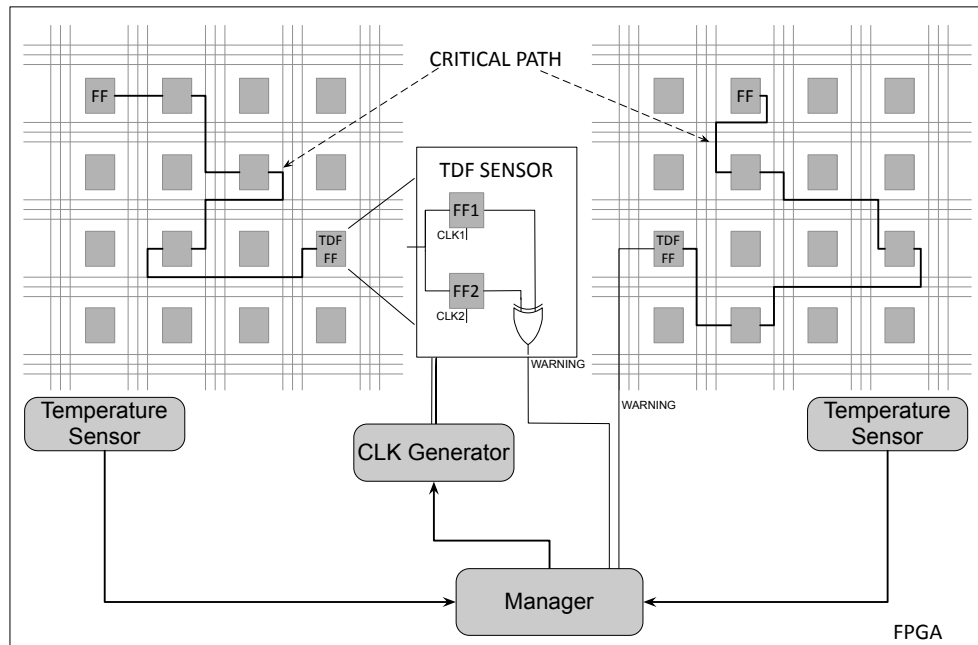 CRITICAL PATH
FF
FF
TDF SENSOR
FF1
CLK1
TDF
FF
TDF
FF
FF2
CLK2
WARNING
WARNING
Temperature
Sensor
Temperature
Sensor
CLK Generator
Manager
FPGA